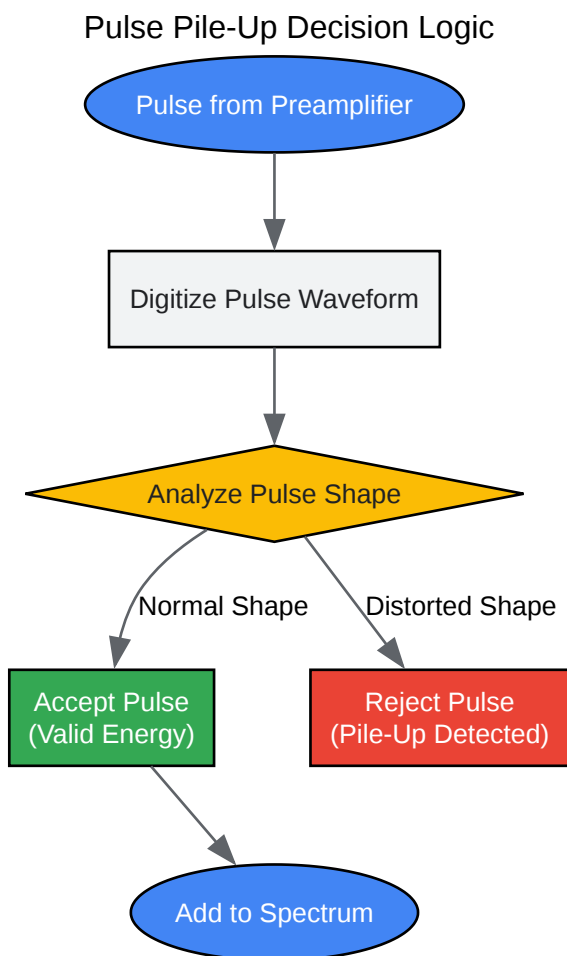 Pulse Pile-Up Decision Logic
Pulse from Preamplifier
Digitize Pulse Waveform
Analyze Pulse Shape
Normal Shape
Distorted Shape
Accept Pulse
(Valid Energy)
Reject Pulse
(Pile-Up Detected)
Add to Spectrum